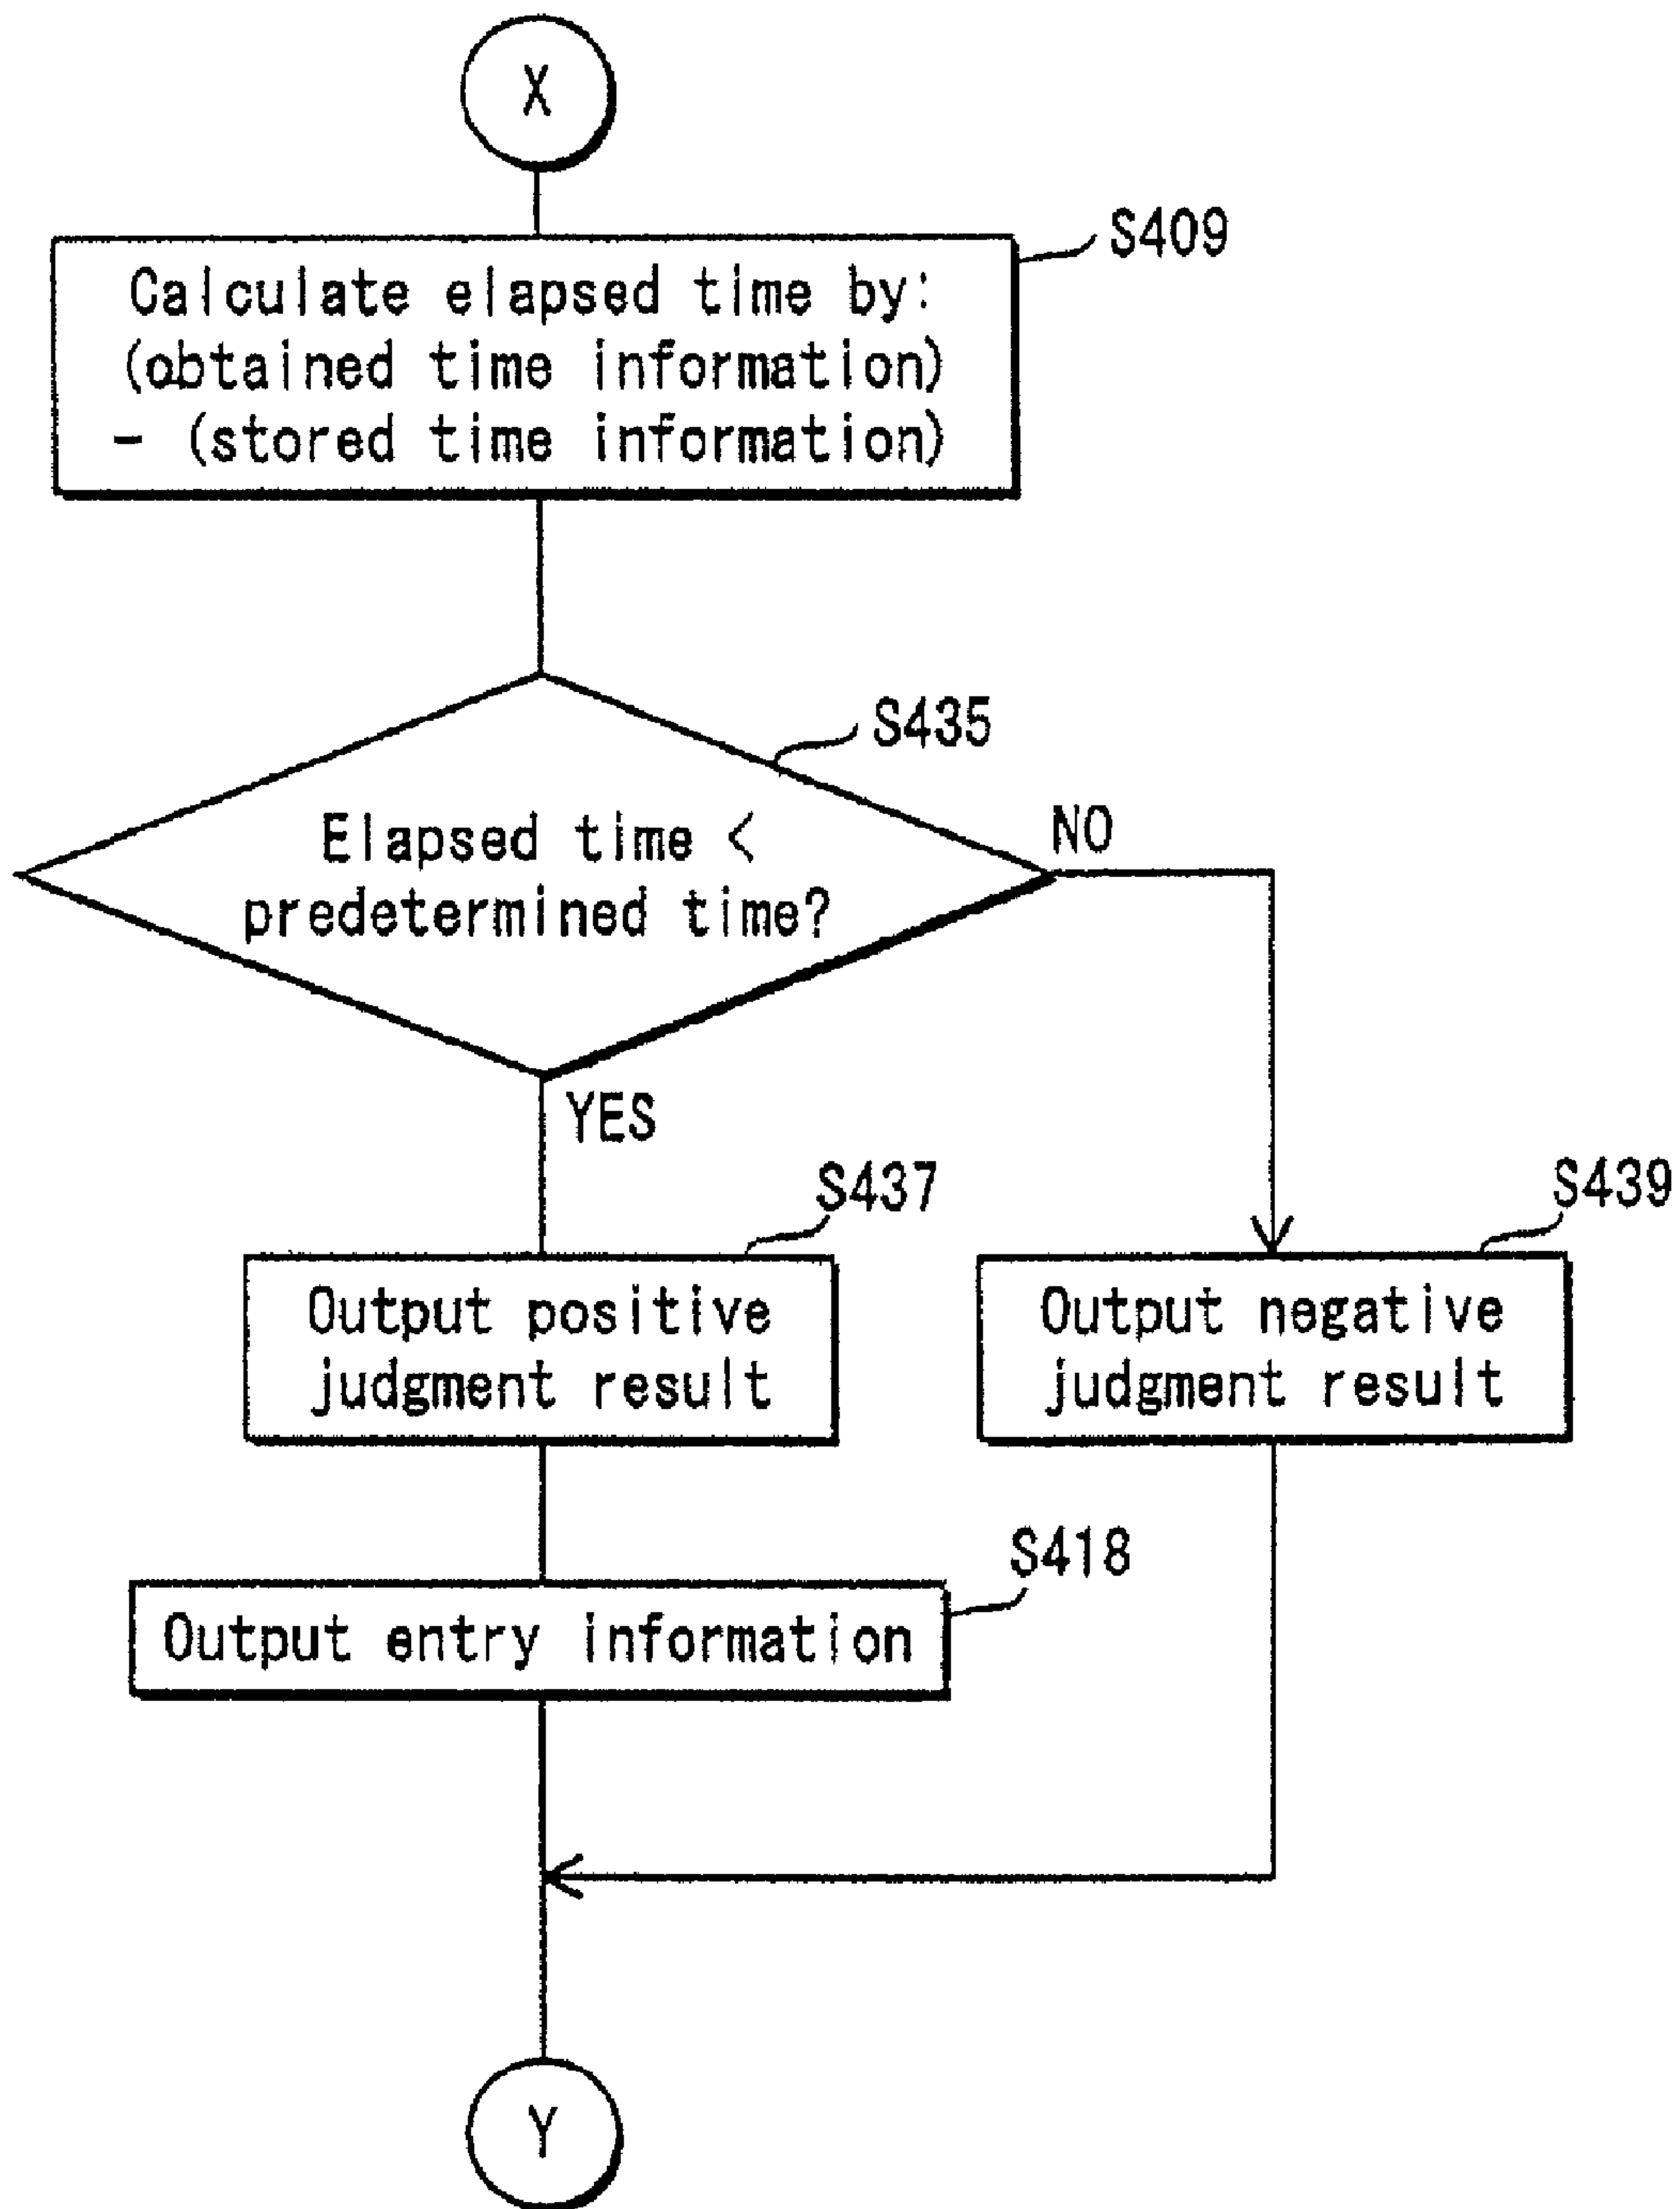 X
S409
Calculate elapsed time by:
(obtained time information)
- (stored time information)
S435
Elapsed time <
predetermined time?
NO
YES
S437
Output positive
judgment result
S439
Output negative
judgment result
S418
Output entry information
Y